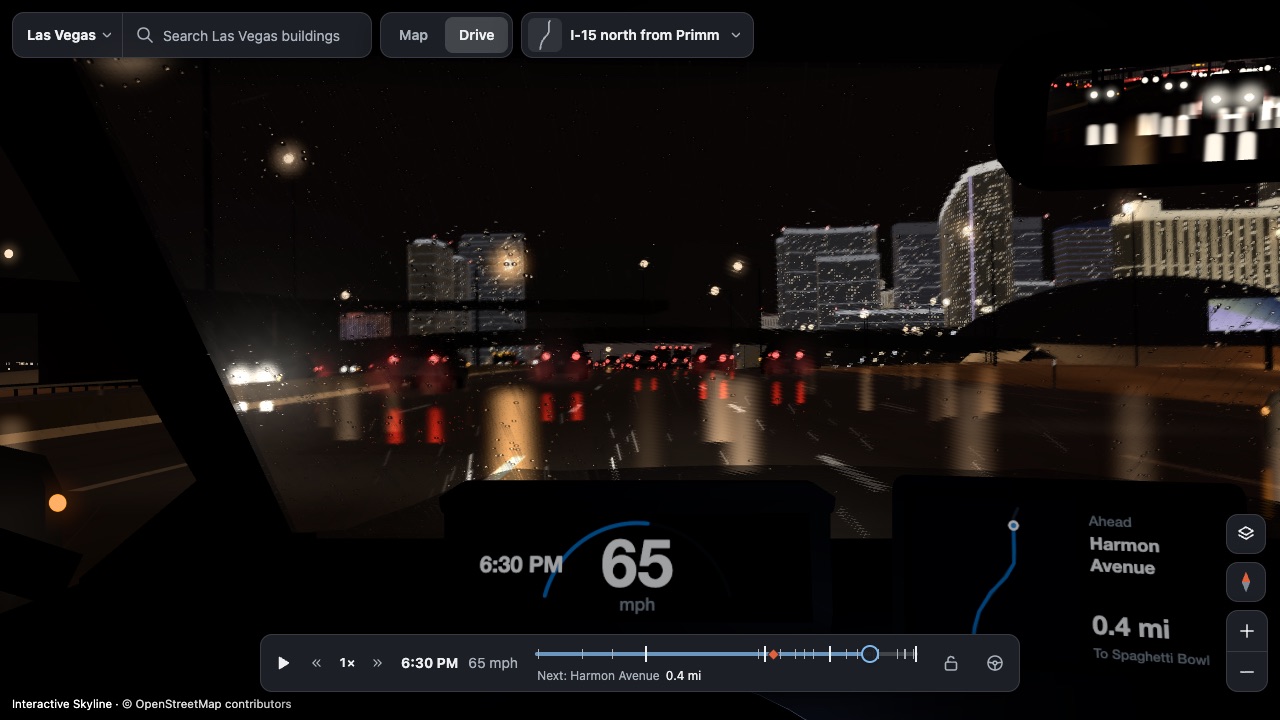 Las Vegas
Search Las Vegas buildings
Map
Drive
I-15 north from Primm
6:30 PM
65
mph
Ahead
Harmon
Avenue
0.4 mi
To Spaghetti Bowl
1×
6:30 PM
65 mph
Next: Harmon Avenue 0.4 mi
Interactive Skyline · © OpenStreetMap contributors